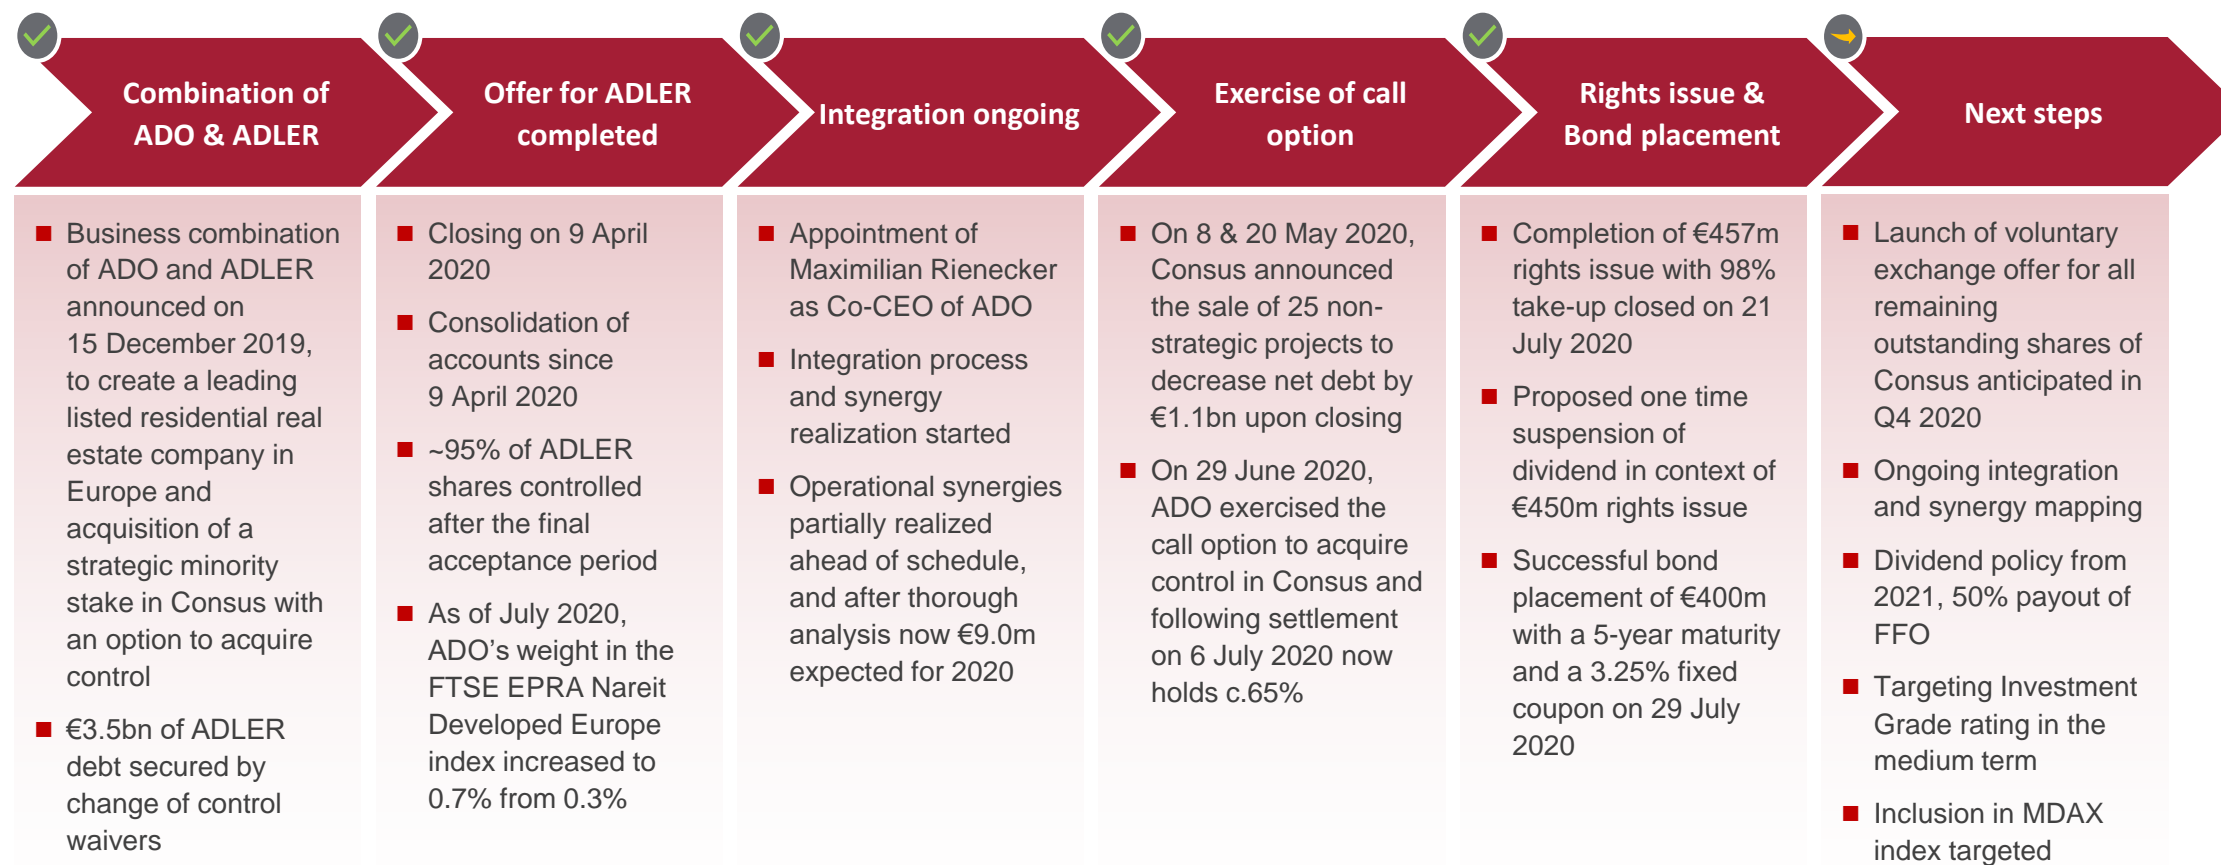 Combination of
ADO & ADLER
Business combination
of ADO and ADLER
announced on
15 December 2019,
to create a leading
listed residential real
estate company in
Europe and
acquisition of a
strategic minority
stake in Consus with
an option to acquire
control
€3.5bn of ADLER
debt secured by
change of control
waivers
Offer for ADLER
completed
Closing on 9 April
2020
Consolidation of
accounts since
9 April 2020
~95% of ADLER
shares controlled
after the final
acceptance period
As of July 2020,
ADO’s weight in the
FTSE EPRA Nareit
Developed Europe
index increased to
0.7% from 0.3%
Integration ongoing
Appointment of
Maximilian Rienecker
as Co-CEO of ADO
Integration process
and synergy
realization started
Operational synergies
partially realized
ahead of schedule,
and after thorough
analysis now €9.0m
expected for 2020
Exercise of call
option
On 8 & 20 May 2020,
Consus announced
the sale of 25 non-
strategic projects to
decrease net debt by
€1.1bn upon closing
On 29 June 2020,
ADO exercised the
call option to acquire
control in Consus and
following settlement
on 6 July 2020 now
holds c.65%
Rights issue &
Bond placement
Completion of €457m
rights issue with 98%
take-up closed on 21
July 2020
Proposed one time
suspension of
dividend in context of
€450m rights issue
Successful bond
placement of €400m
with a 5-year maturity
and a 3.25% fixed
coupon on 29 July
2020
Next steps
Launch of voluntary
exchange offer for all
remaining
outstanding shares of
Consus anticipated in
Q4 2020
Ongoing integration
and synergy mapping
Dividend policy from
2021, 50% payout of
FFO
Targeting Investment
Grade rating in the
medium term
Inclusion in MDAX
index targeted